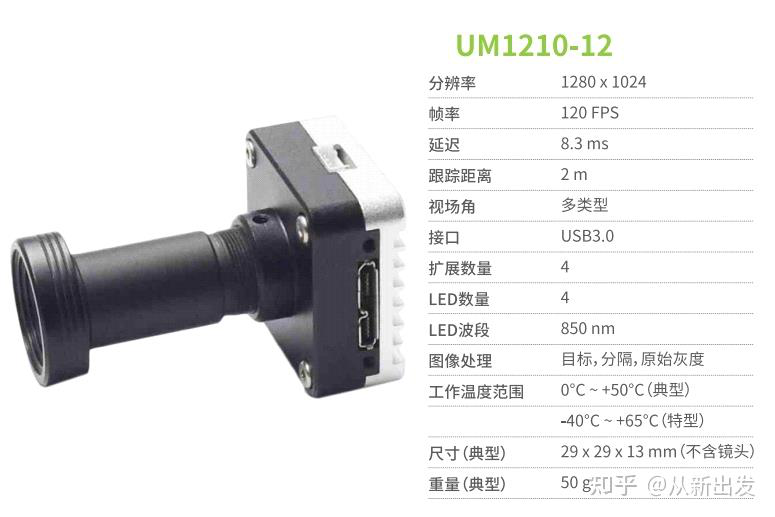 UM1210-12
分辨率 1280 x 1024
帧率 120 FPS
延迟 8.3 ms
跟踪距离 2 m
视场角 多类型
接口 USB3.0
扩展数量 4
LED数量 4
LED波段 850 nm
图像处理 目标，分隔，原始灰度
工作温度范围 0°C ~ +50°C（典型）
-40°C ~ +65°C（特型）
尺寸（典型） 29 x 29 x 13 mm（不含镜头）
重量（典型） 50 g
知乎 @从新出发